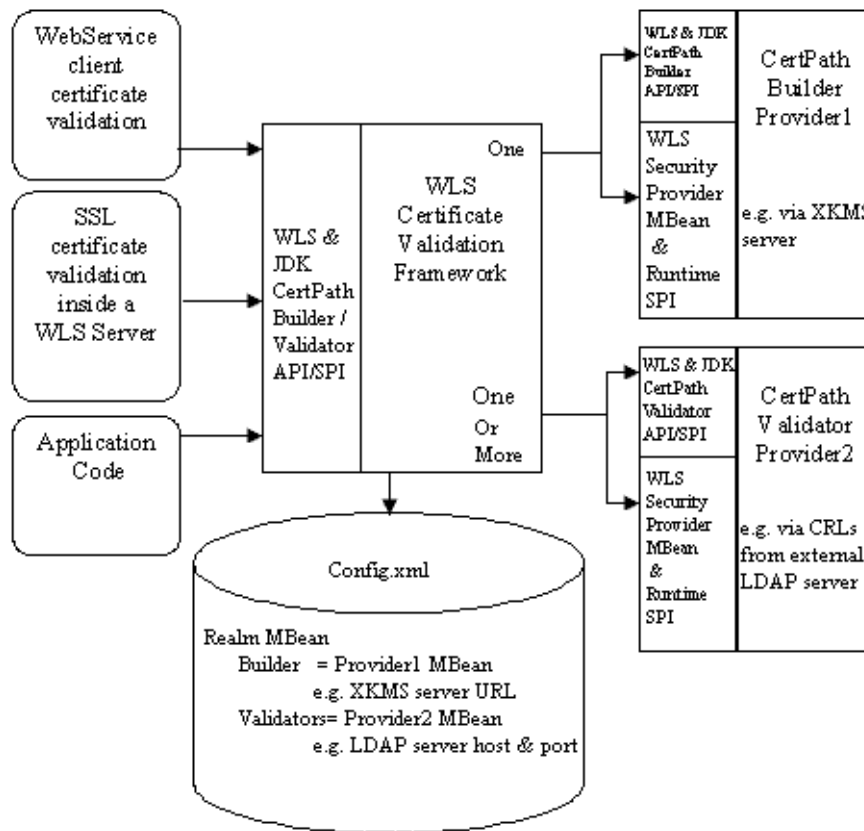 WebService
client
certificate
validation
SSL
certificate
validation
inside a
WLS Server
Application
Code
WLS &
JDK
CertPath
Builder /
Validator
API/SPI
One
WLS
Certificate
Validation
Framework
One
Or
More
WLS & JDK
CertPath
Builder
API/SPI
WLS
Security
Provider
MBean
&
Runtime
SPI
CertPath
Builder
Provider1
e.g. via XKMS
server
WLS & JDK
CertPath
Validator
API/SPI
WLS
Security
Provider
MBean
&
Runtime
SPI
CertPath
Validator
Provider2
e.g. via CRLs
from external
LDAP server
Config.xml
Realm MBean
Builder = Provider1 MBean
e.g. XKMS server URL
Validators= Provider2 MBean
e.g. LDAP server host & port